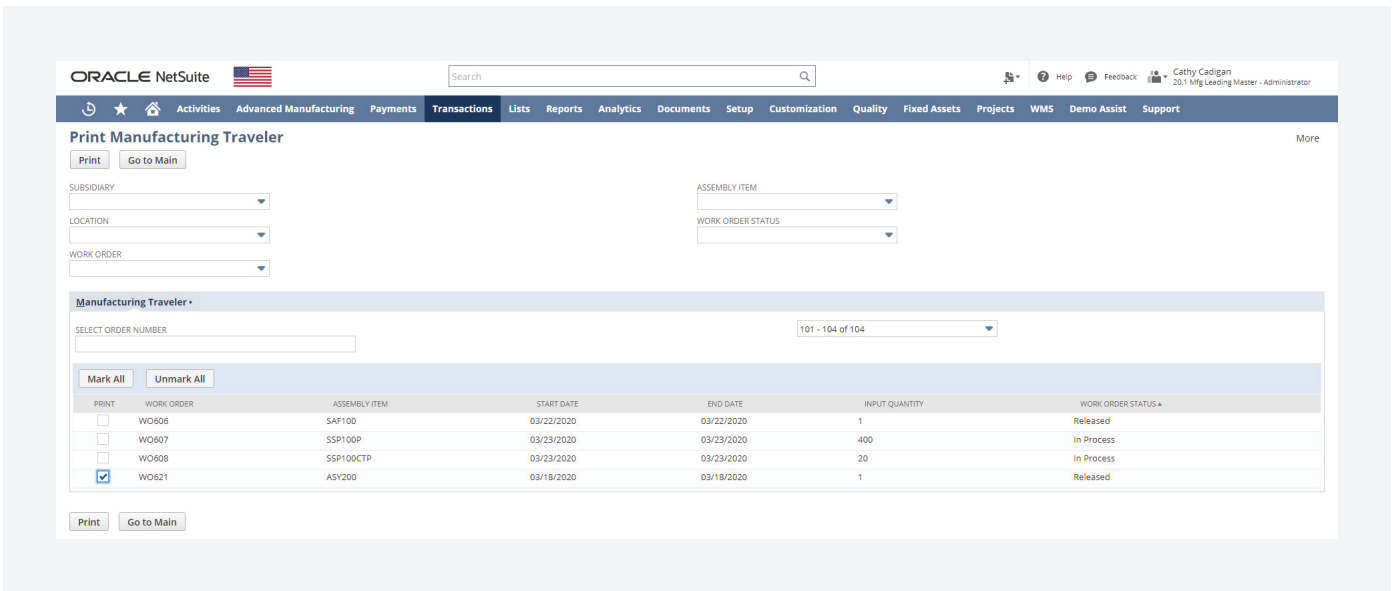 ORACLE NetSuite
Search
Help Feedback Cathy Cadigan
20.1 Mfg Leading Master - Administrator
Activities Advanced Manufacturing Payments Transactions Lists Reports Analytics Documents Setup Customization Quality Fixed Assets Projects WMS Demo Assist Support
Print Manufacturing Traveler More
Print Go to Main
SUBSIDIARY ASSEMBLY ITEM
LOCATION WORK ORDER STATUS
WORK ORDER
Manufacturing Traveler •
SELECT ORDER NUMBER 101 - 104 of 104
Mark All Unmark All
PRINT WORK ORDER ASSEMBLY ITEM START DATE END DATE INPUT QUANTITY WORK ORDER STATUS ▲
WO606 SAF100 03/22/2020 03/22/2020 1 Released
WO607 SSP100P 03/23/2020 03/23/2020 400 In Process
WO608 SSP100CTP 03/23/2020 03/23/2020 20 In Process
WO621 ASY200 03/18/2020 03/18/2020 1 Released
Print Go to Main